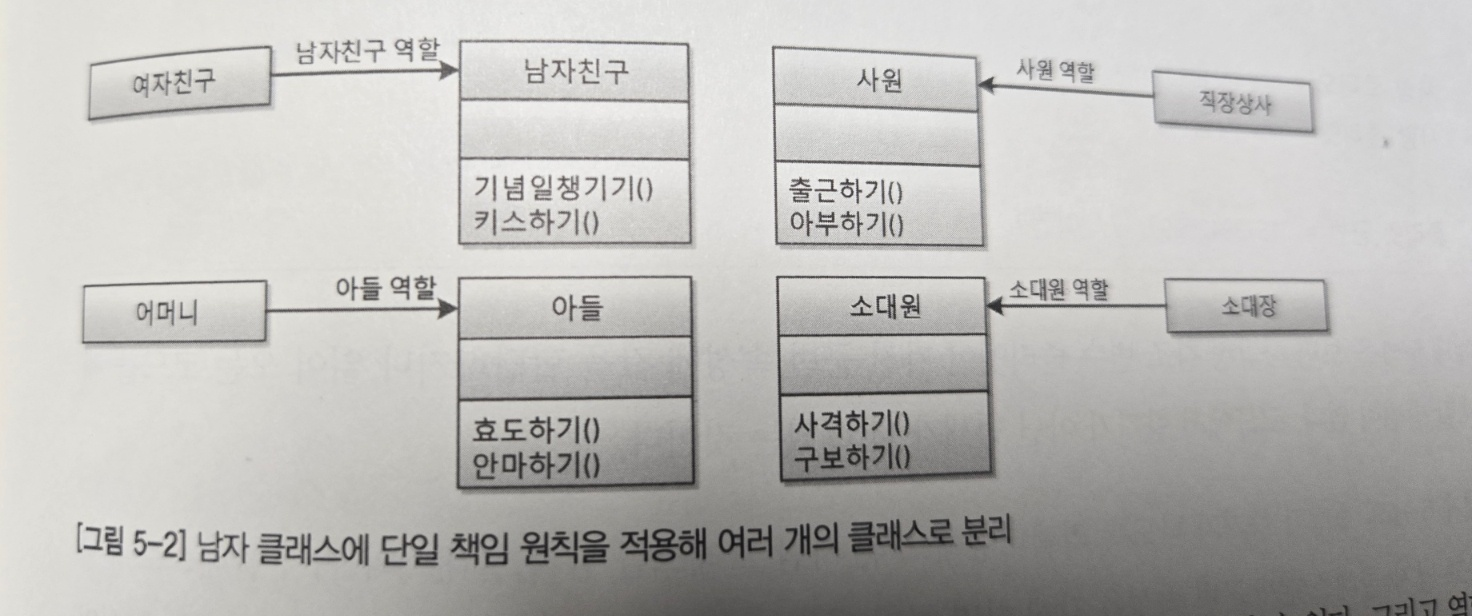 여자친구
남자친구 역할
남자친구
기념일챙기기()
키스하기()
사원
출근하기()
아부하기()
사원 역할
직장상사
어머니
아들 역할
아들
효도하기()
안마하기()
소대원
사격하기()
구보하기()
소대원 역할
소대장
[그림 5-2] 남자 클래스에 단일 책임 원칙을 적용해 여러 개의 클래스로 분리
그리고